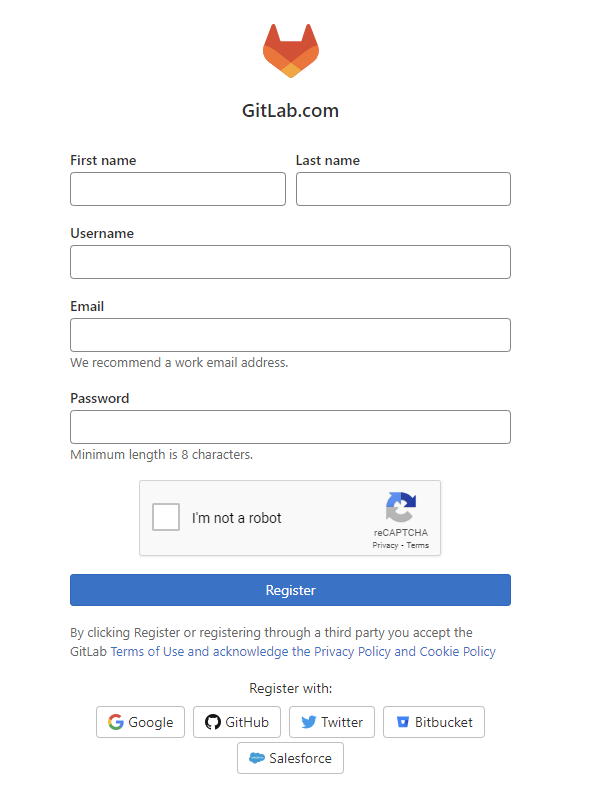 GitLab.com
First name Last name
Username
Email
We recommend a work email address.
Password
Minimum length is 8 characters.
I'm not a robot
reCAPTCHA
Privacy - Terms
Register
By clicking Register or registering through a third party you accept the
GitLab Terms of Use and acknowledge the Privacy Policy and Cookie Policy
Register with:
Google GitHub Twitter Bitbucket
Salesforce